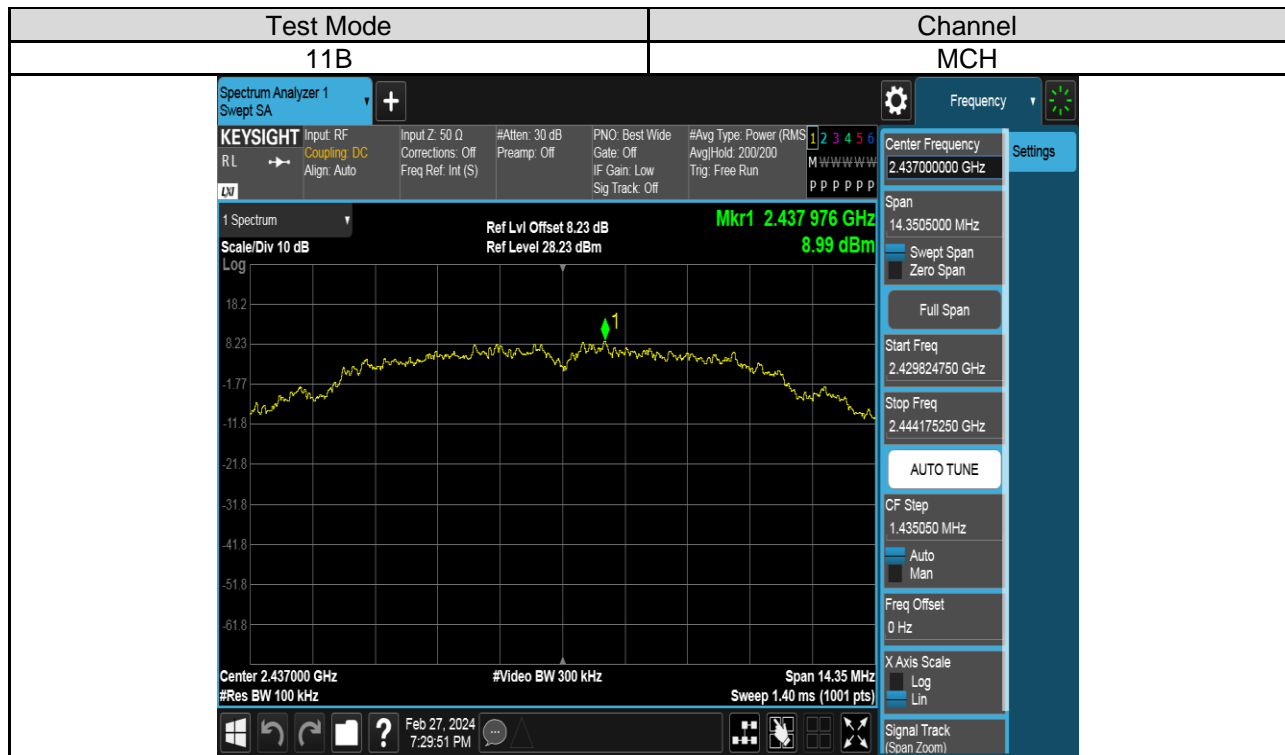 Test Mode
Channel
11B
MCH
Spectrum Analyzer 1
Swept SA
+
Frequency
KEYSIGHT
RL
LXI
Input: RF
Coupling: DC
Align: Auto
Input Z: 50 Ω
Corrections: Off
Freq Ref: Int (S)
#Atten: 30 dB
Preamp: Off
PNO: Best Wide
Gate: Off
IF Gain: Low
Sig Track: Off
#Avg Type: Power (RMS
Avg|Hold: 200/200
Trig: Free Run
1 2 3 4 5 6
M W W W W W
P P P P P P
1 Spectrum
Scale/Div 10 dB
Ref Lvl Offset 8.23 dB
Ref Level 28.23 dBm
Mkr1 2.437 976 GHz
8.99 dBm
Log
18.2
8.23
-1.77
-11.8
-21.8
-31.8
-41.8
-51.8
-61.8
1
Center 2.437000 GHz
#Res BW 100 kHz
#Video BW 300 kHz
Span 14.35 MHz
Sweep 1.40 ms (1001 pts)
?
Feb 27, 2024
7:29:51 PM
Center Frequency
2.437000000 GHz
Settings
Span
14.3505000 MHz
Swept Span
Zero Span
Full Span
Start Freq
2.429824750 GHz
Stop Freq
2.444175250 GHz
AUTO TUNE
CF Step
1.435050 MHz
Auto
Man
Freq Offset
0 Hz
X Axis Scale
Log
Lin
Signal Track
(Span Zoom)